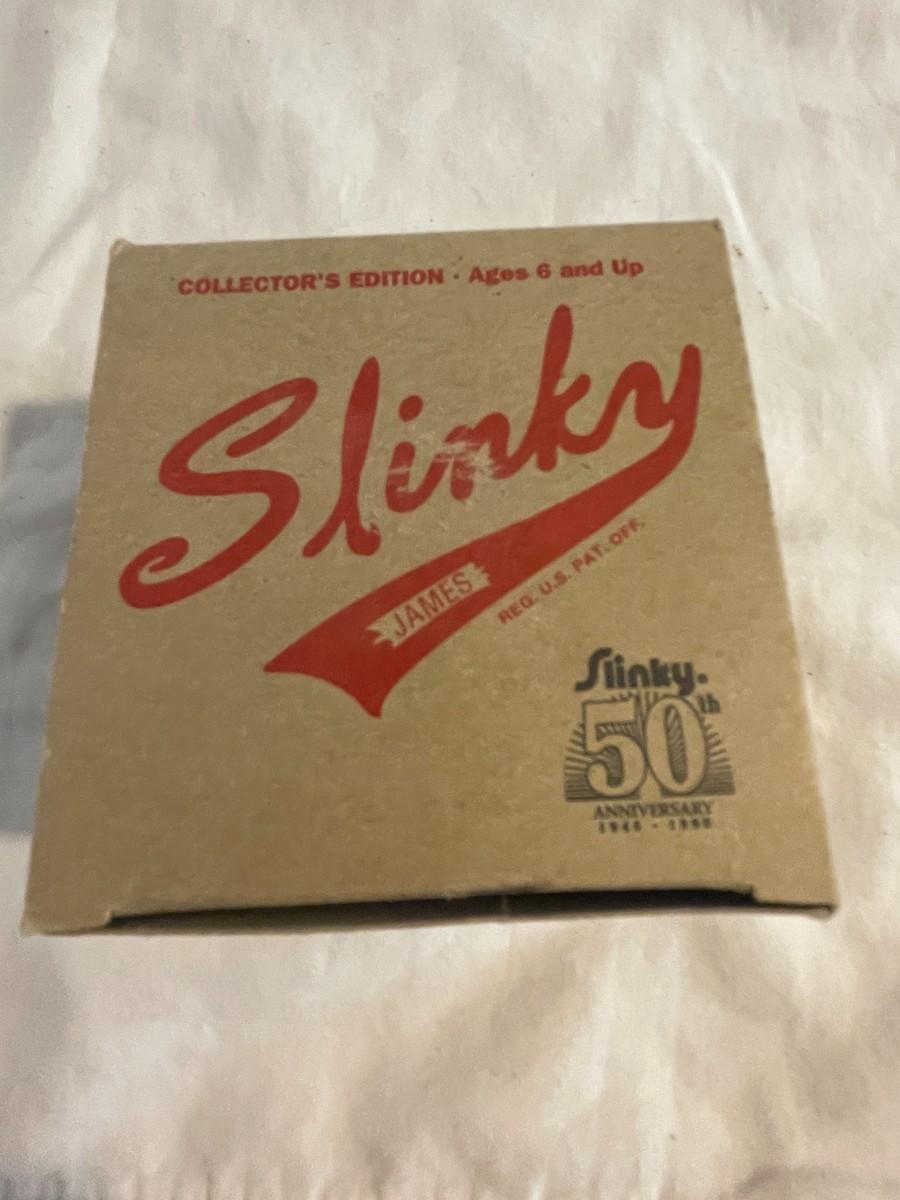 COLLECTOR'S EDITION · Ages 6 and Up
Slinky
JAMES
REG. U.S. PAT. OFF.
Slinky.
50th
ANNIVERSARY